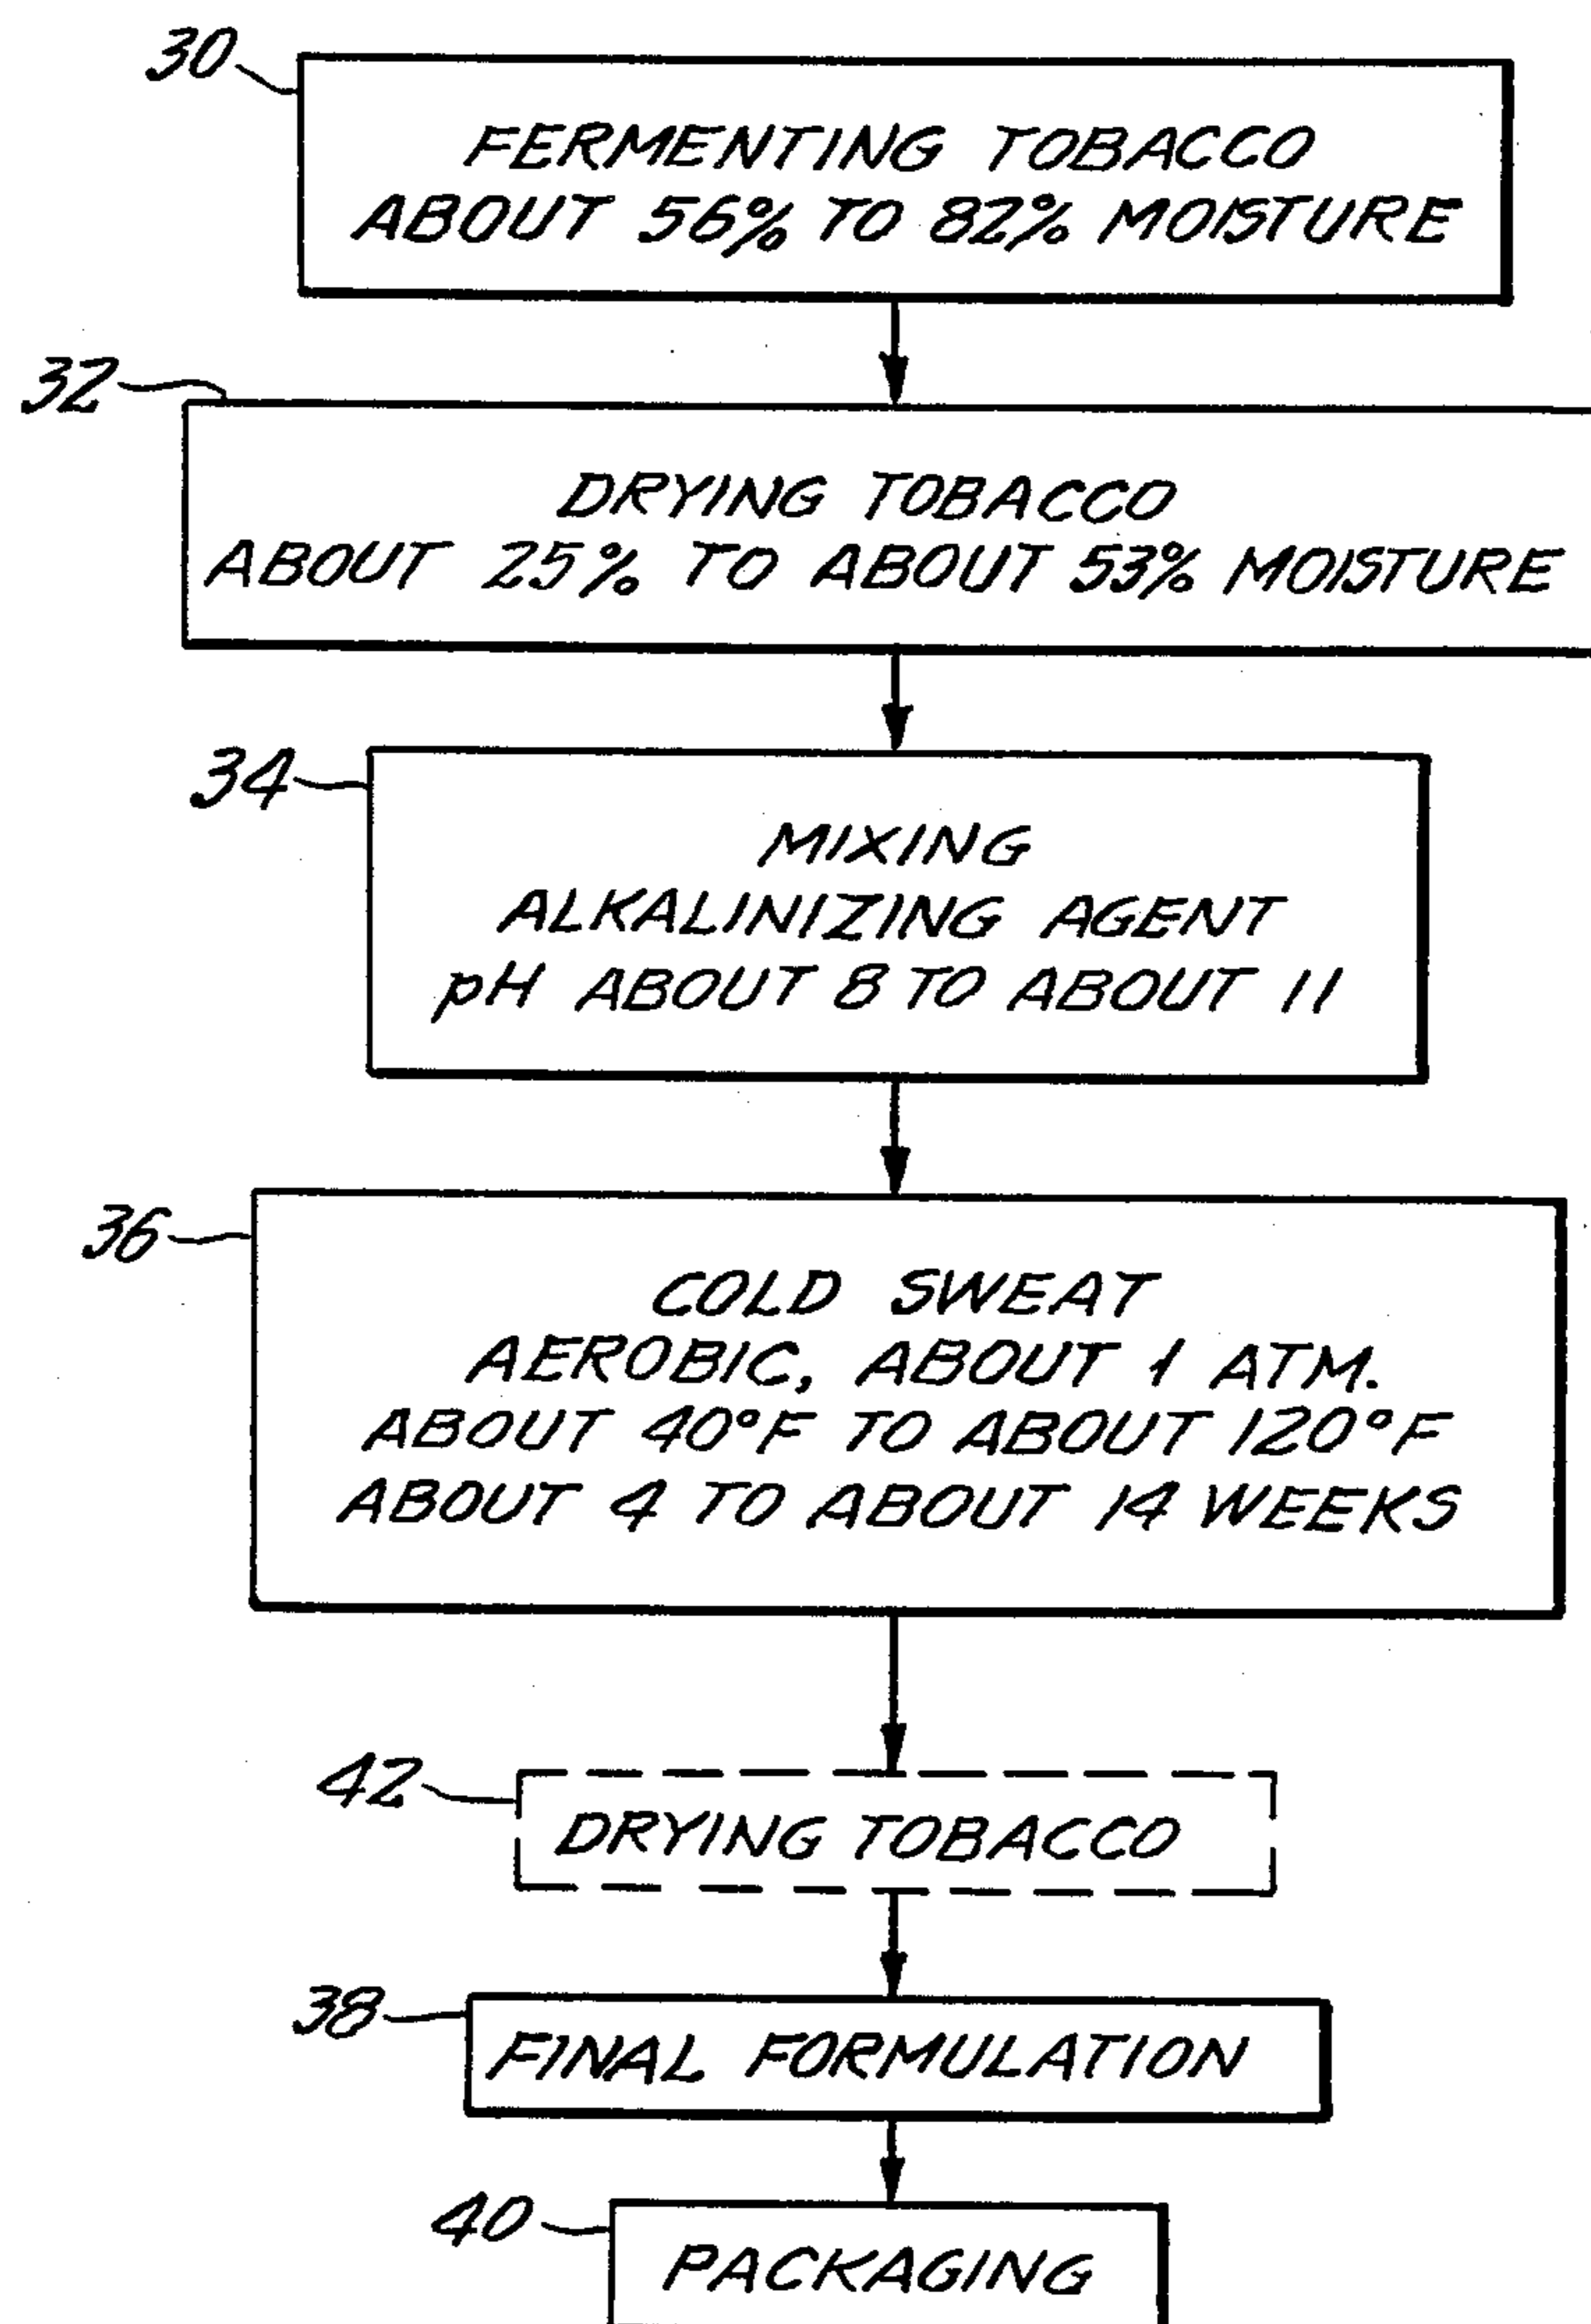 30
FERMENTING TOBACCO
ABOUT 56% TO 82% MOISTURE
32
DRYING TOBACCO
ABOUT 25% TO ABOUT 53% MOISTURE
34
MIXING
ALKALINIZING AGENT
pH ABOUT 8 TO ABOUT 11
36
COLD SWEAT
AEROBIC, ABOUT 1 ATM.
ABOUT 40°F TO ABOUT 120°F
ABOUT 4 TO ABOUT 14 WEEKS
42
DRYING TOBACCO
38
FINAL FORMULATION
40
PACKAGING